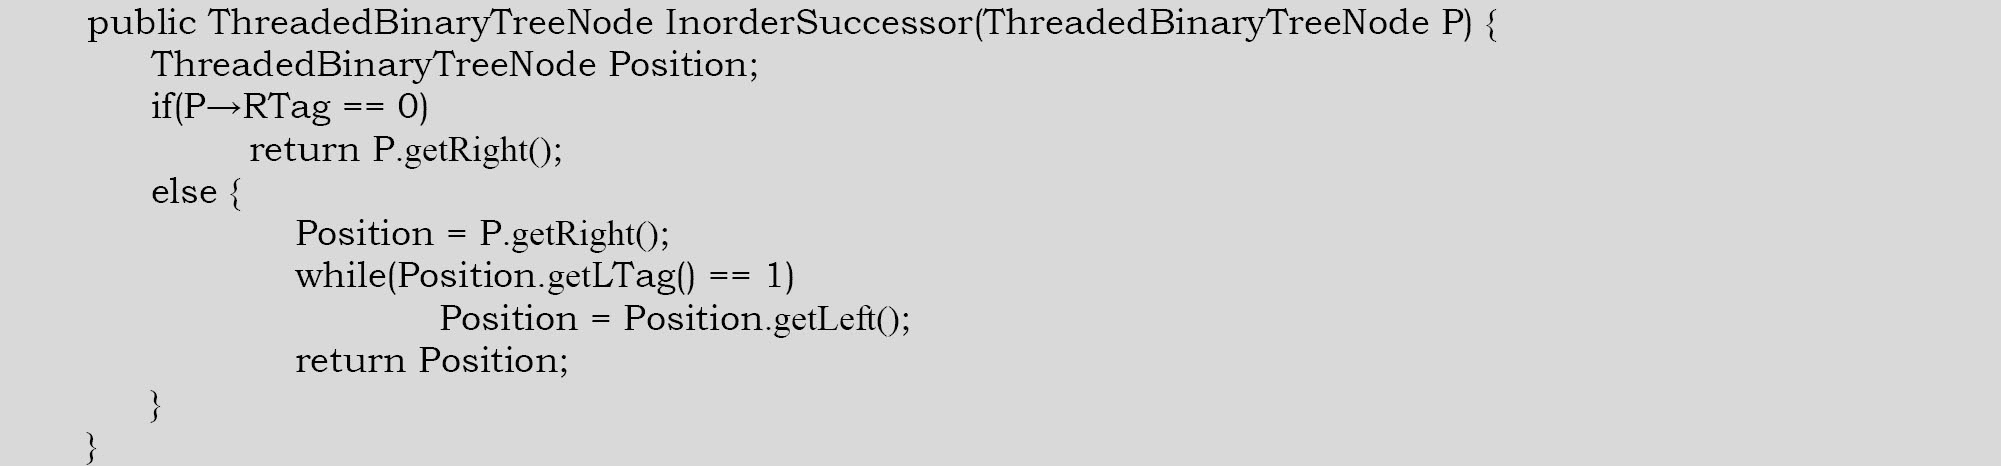 public ThreadedBinaryTreeNode InorderSuccessor(ThreadedBinaryTreeNode P) {
ThreadedBinaryTreeNode Position;
if(P→RTag == 0)
return P.getRight();
else {
Position = P.getRight();
while(Position.getLTag() == 1)
Position = Position.getLeft();
return Position;
}
}